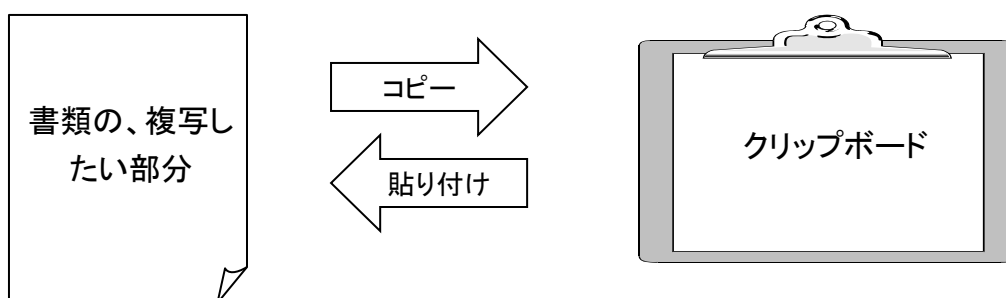 書類の、複写し
たい部分
コピー
貼り付け
クリップボード